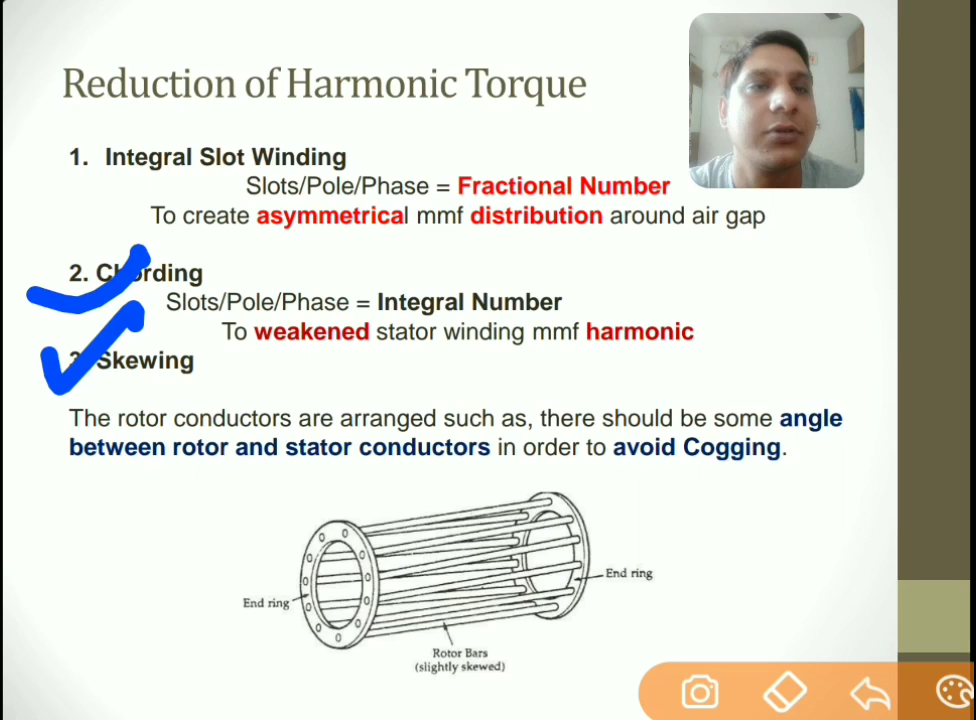 Reduction of Harmonic Torque
1. Integral Slot Winding
Slots/Pole/Phase = Fractional Number
To create asymmetrical mmf distribution around air gap
2. Chording
Slots/Pole/Phase = Integral Number
To weakened stator winding mmf harmonic
3. Skewing
The rotor conductors are arranged such as, there should be some angle
between rotor and stator conductors in order to avoid Cogging.
End ring
End ring
Rotor Bars
(slightly skewed)